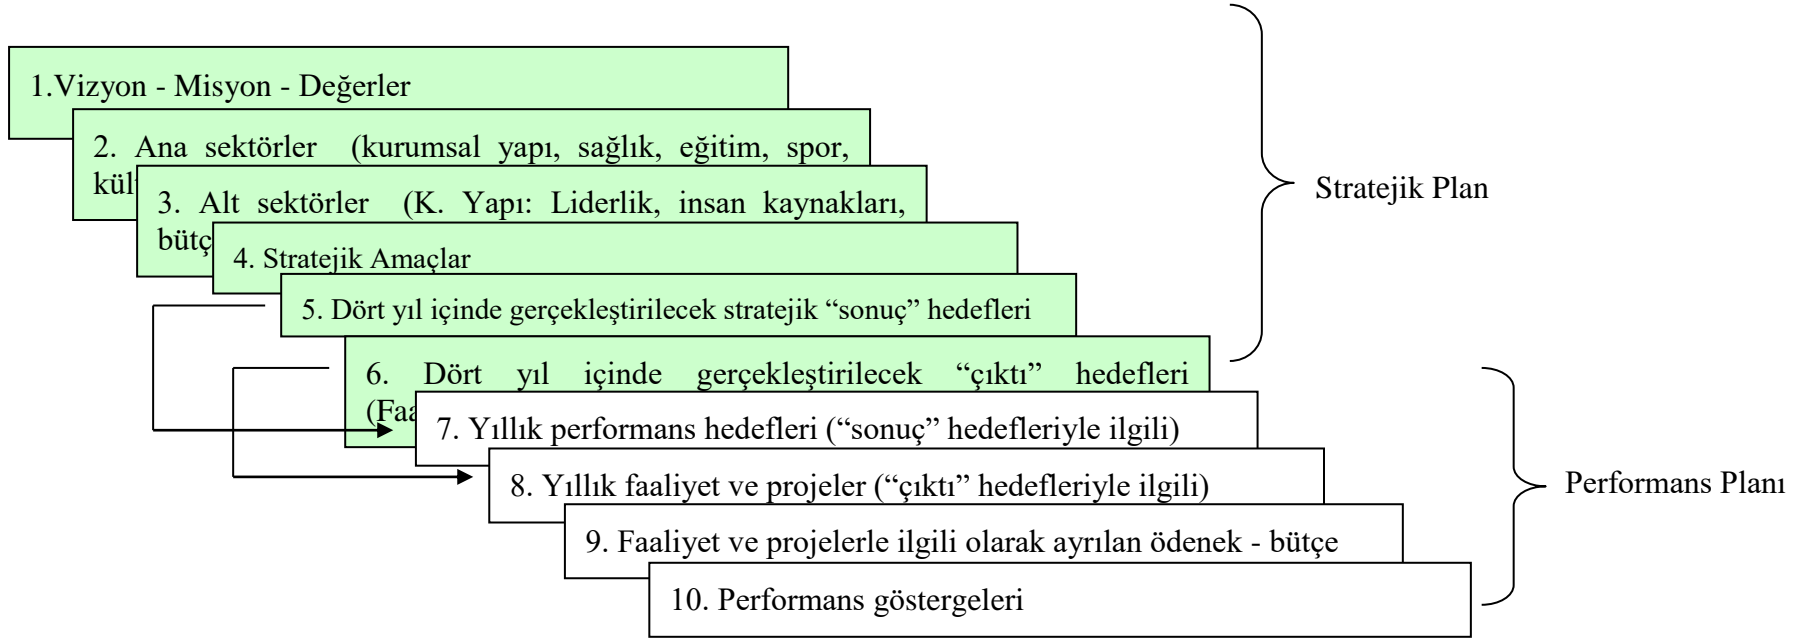 1.Vizyon - Misyon - Değerler
2. Ana sektörler (kurumsal yapı, sağlık, eğitim, spor,
3. Alt sektörler (K. Yapı: Liderlik, insan kaynakları,
4. Stratejik Amaçlar
5. Dört yıl içinde gerçekleştirilecek stratejik “sonuç” hedefleri
6. Dört yıl içinde gerçekleştirilecek “çıktı” hedefleri
7. Yıllık performans hedefleri (“sonuç” hedefleriyle ilgili)
8. Yıllık faaliyet ve projeler (“çıktı” hedefleriyle ilgili)
9. Faaliyet ve projelerle ilgili olarak ayrılan ödenek - bütçe
10. Performans göstergeleri
Stratejik Plan
Performans Planı